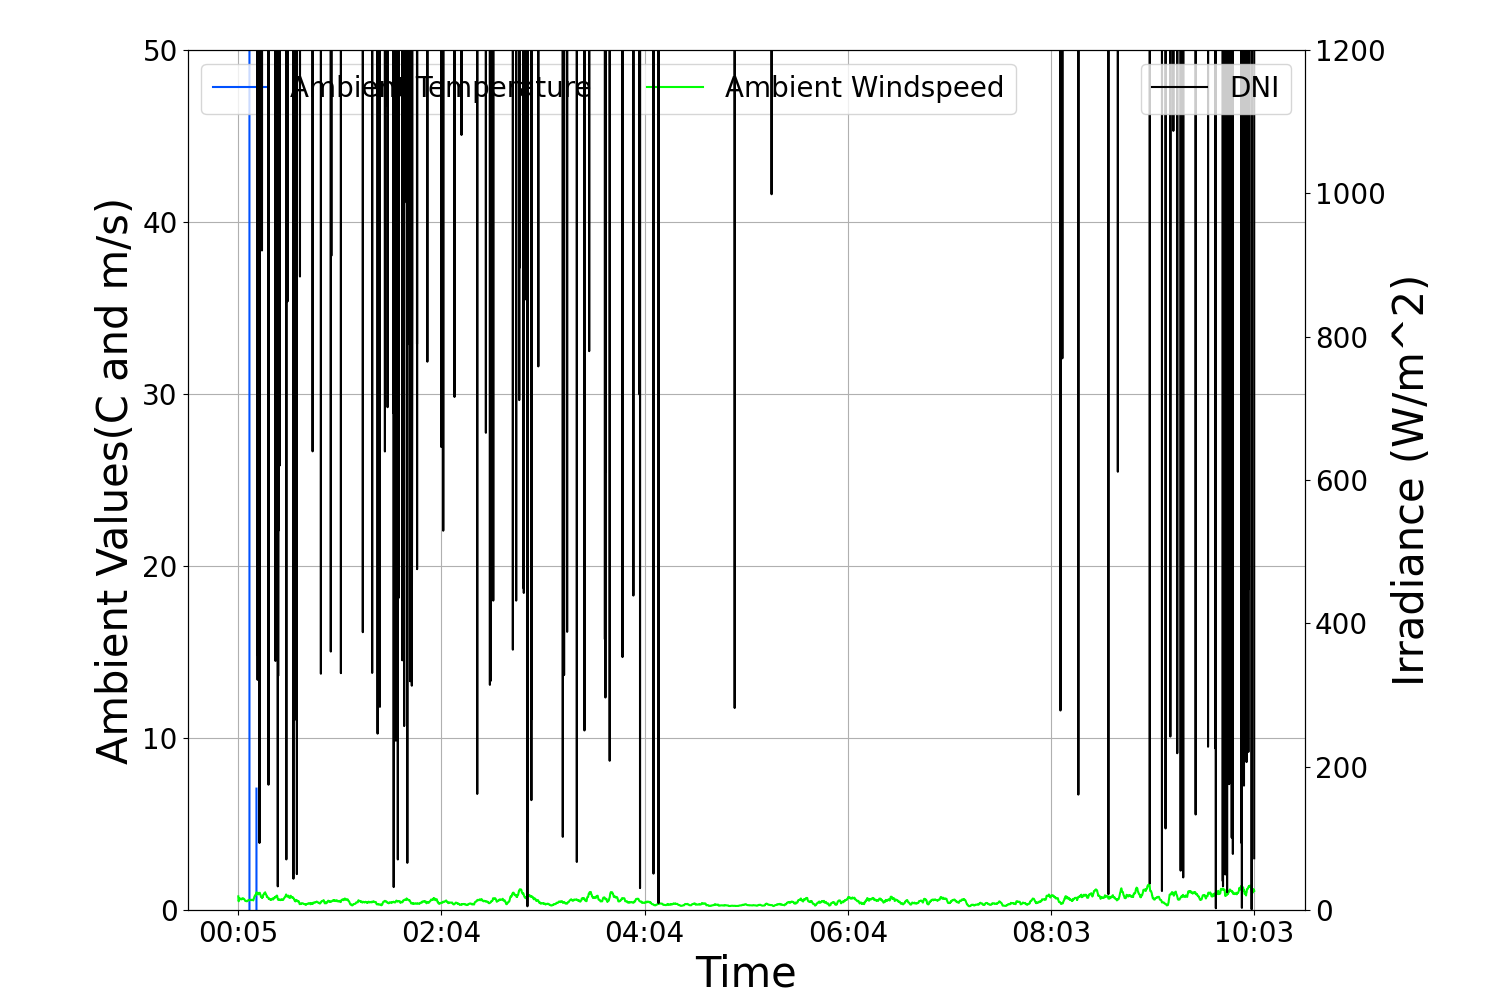 50
40
30
20
10
0
Ambient Values(C and m/s)
Ambient Temperature
Ambient Windspeed
DNI
1200
1000
800
600
400
200
0
Irradiance (W/m^2)
00:05 02:04 04:04 06:04 08:03 10:03
Time